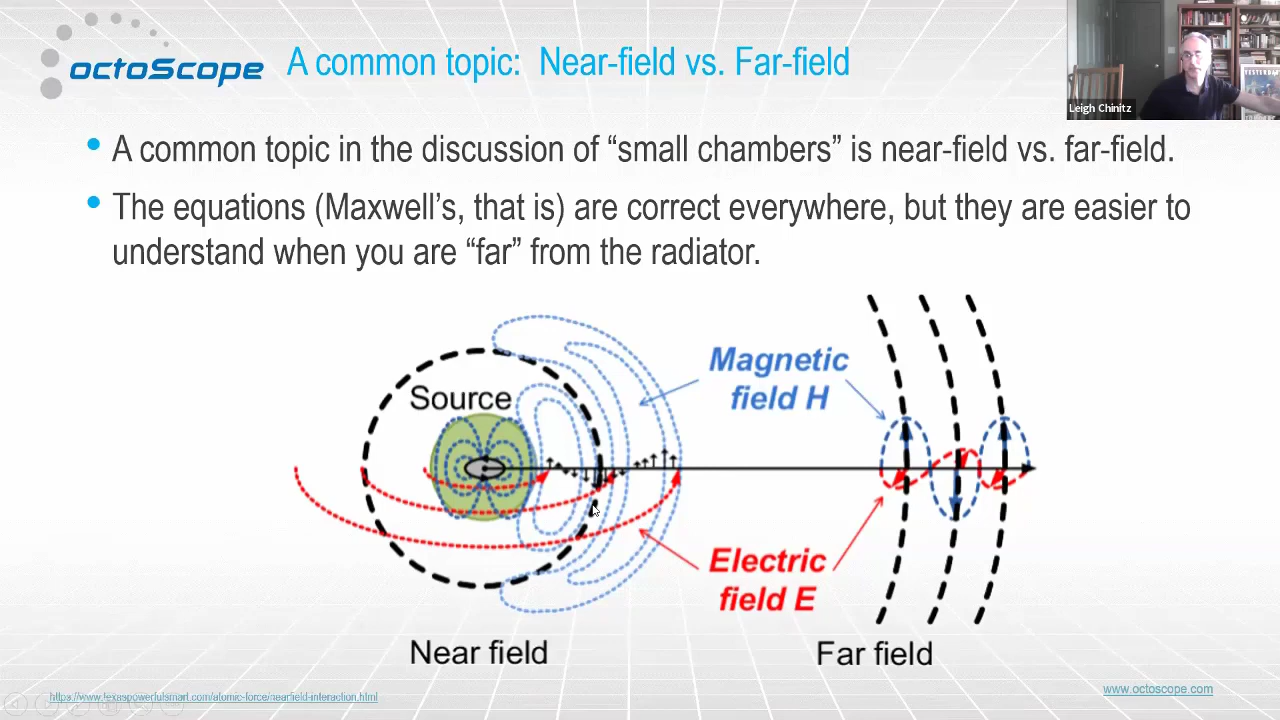 octoScope
A common topic: Near-field vs. Far-field
Leigh Chinitz
• A common topic in the discussion of “small chambers” is near-field vs. far-field.
• The equations (Maxwell’s, that is) are correct everywhere, but they are easier to
understand when you are “far” from the radiator.
Source
Magnetic
field H
Electric
field E
Near field
Far field
https://www.texaspowerfulsmart.com/atomic-force/nearfield-interaction.html
www.octoscope.com